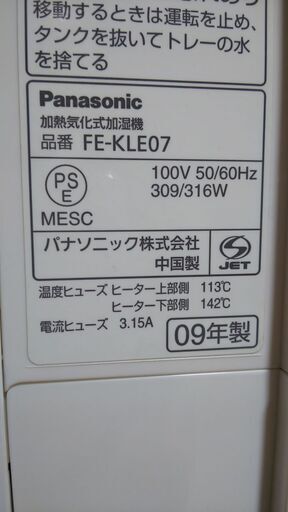 移動するときは運転を止め、
タンクを抜いてトレーの水
を捨てる
Panasonic
加熱気化式加湿機
品番 FE-KLE07
PS
E
MESC
100V 50/60Hz
309/316W
パナソニック株式会社
中国製
JET
温度ヒューズ ヒーター上部側 113℃
ヒーター下部側 142℃
電流ヒューズ 3.15A
09年製